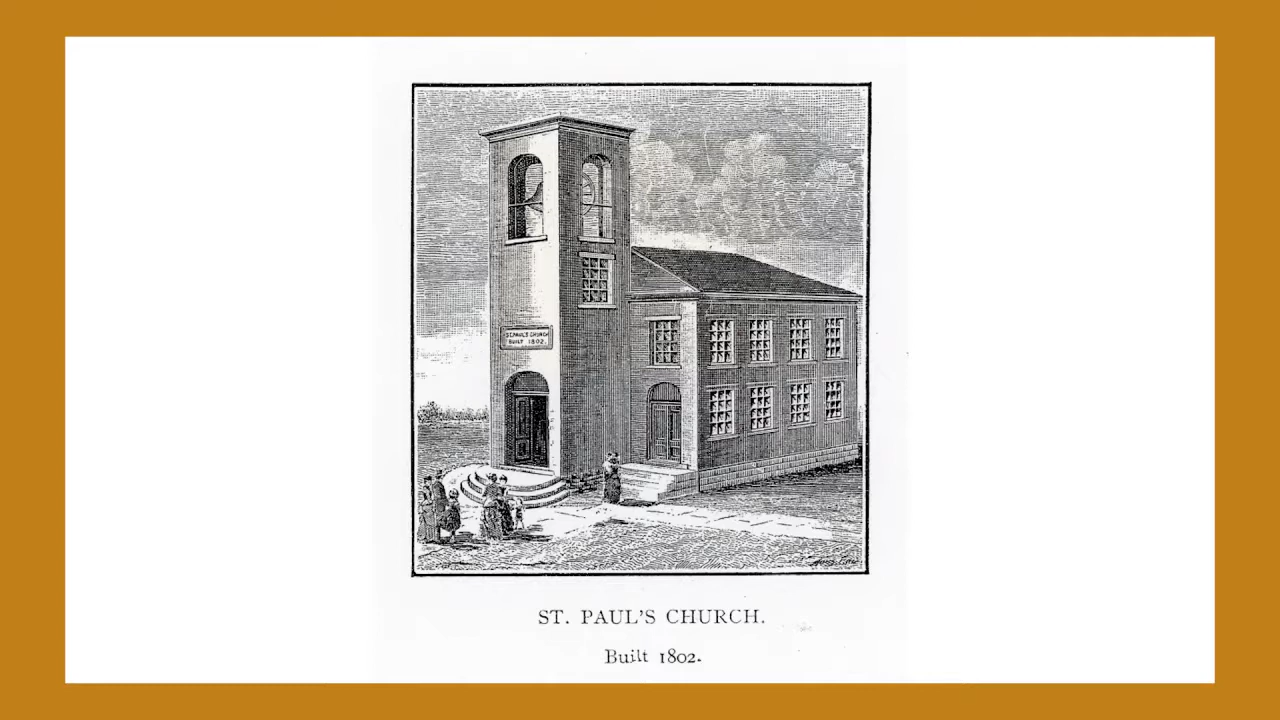 ST. PAUL'S CHURCH
BUILT 1802.
ST. PAUL'S CHURCH.
Built 1802.